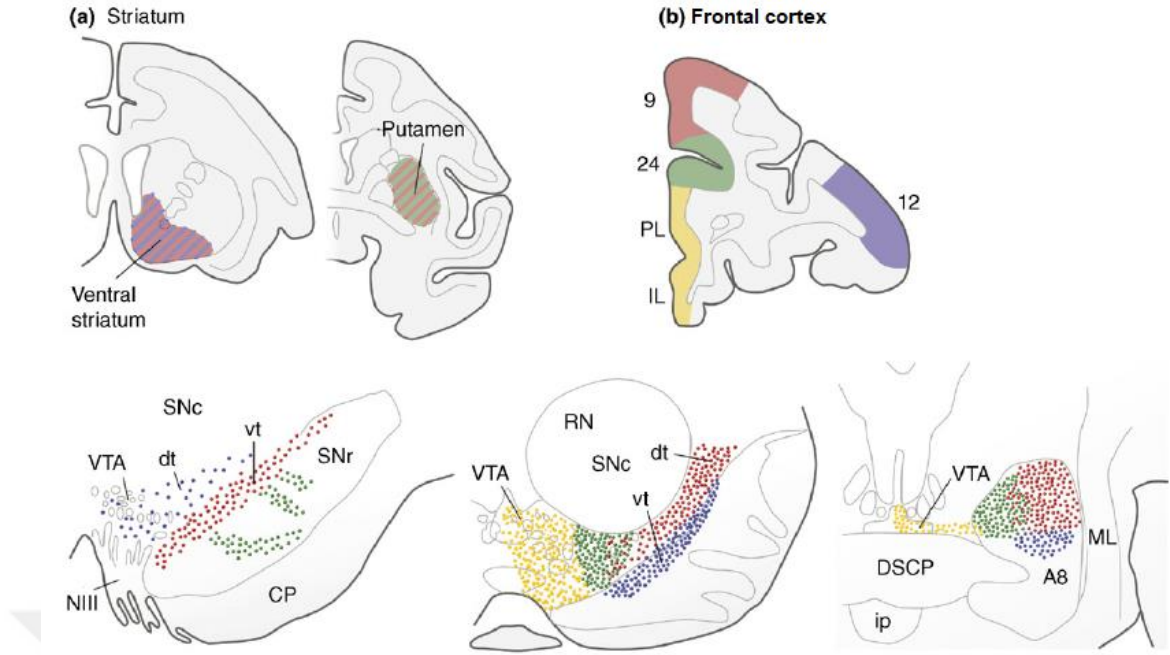 (a) Striatum
Putamen
Ventral
striatum
(b) Frontal cortex
9
24
12
PL
IL
SNc
vt
VTA
dt
SNr
NIII
CP
RN
SNc
dt
VTA
vt
VTA
DSCP
A8
ML
ip